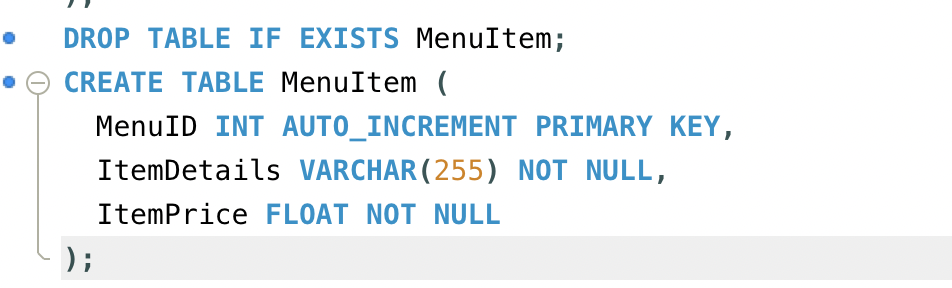 );
DROP TABLE IF EXISTS MenuItem;
CREATE TABLE MenuItem (
MenuID INT AUTO_INCREMENT PRIMARY KEY,
ItemDetails VARCHAR(255) NOT NULL,
ItemPrice FLOAT NOT NULL
);